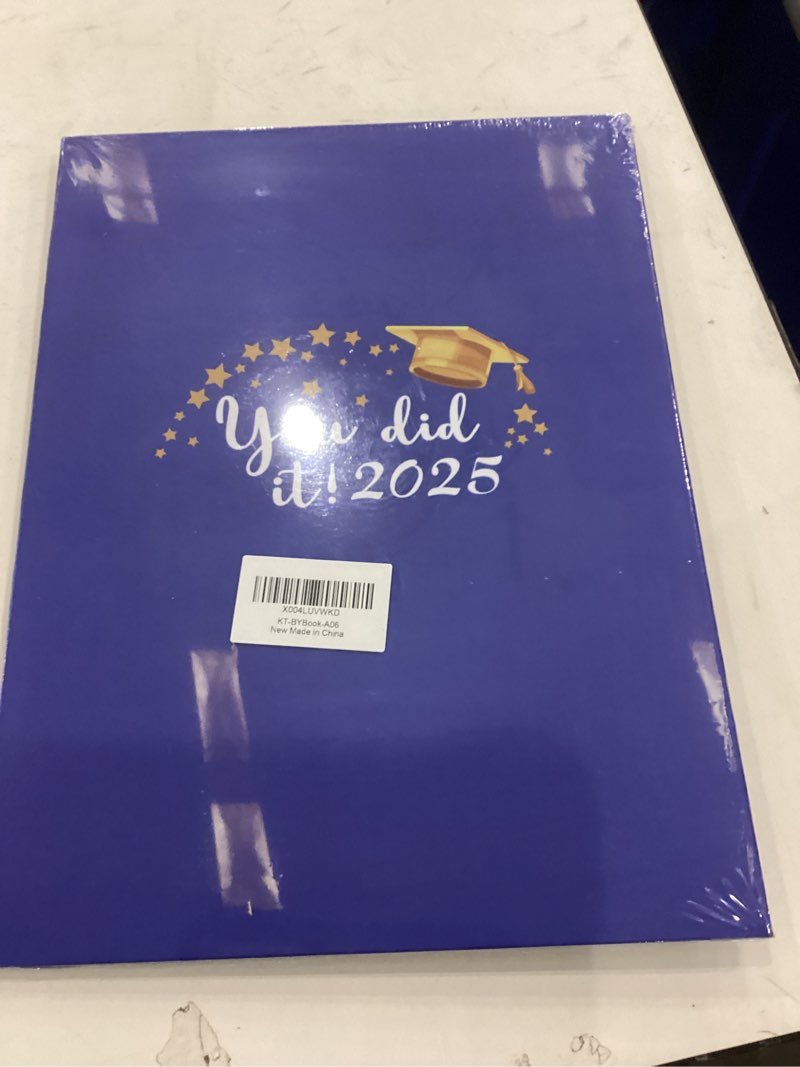 You did
it! 2025
X004LUVWKD
KT-BYBook-A06
New Made in China